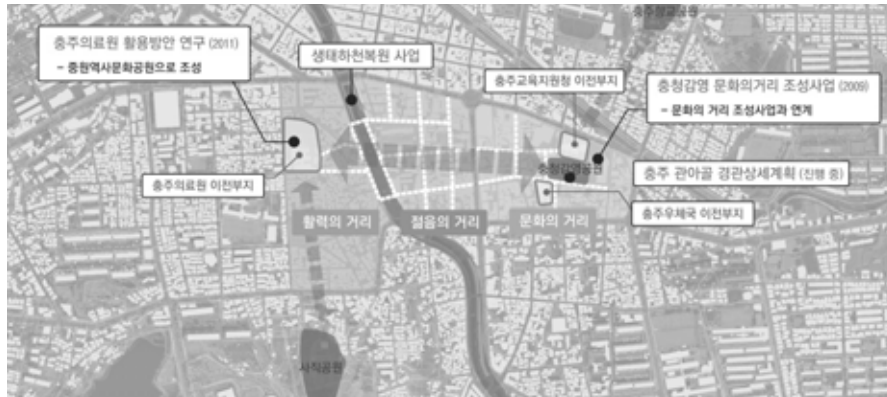 충주의료원 활용방안 연구 (2011)
- 중원역사문화공원으로 조성
생태하천복원 사업
충주교육지원청 이전부지
충청감영 문화의거리 조성사업 (2009)
- 문화의 거리 조성사업과 연계
충청감영공원
충주 관아골 경관상세계획 (진행 중)
충주의료원 이전부지
충주우체국 이전부지
활력의 거리
젊음의 거리
문화의 거리
사직공원